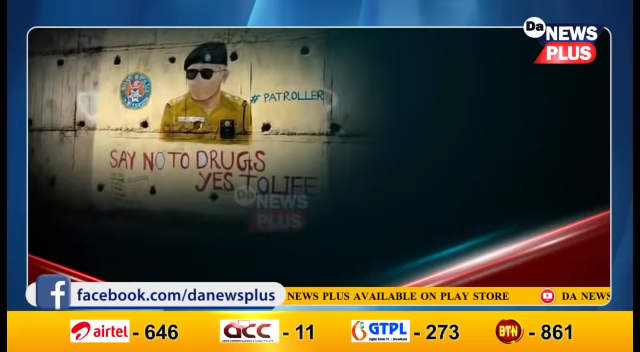 Da NEWS PLUS
# PATROLLER
SAY NO TO DRUGS
YES TO LIFE
Da NEWS PLUS
facebook.com/danewsplus
NEWS PLUS AVAILABLE ON PLAY STORE
DA NEWS
airtel - 646
acc - 11
GTPL - 273
BTN - 861